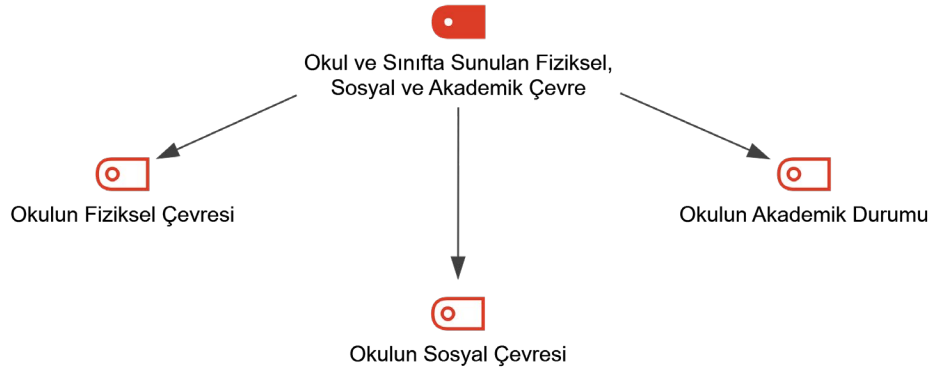 Okul ve Sınıfta Sunulan Fiziksel,
Sosyal ve Akademik Çevre
Okulun Fiziksel Çevresi
Okulun Akademik Durumu
Okulun Sosyal Çevresi